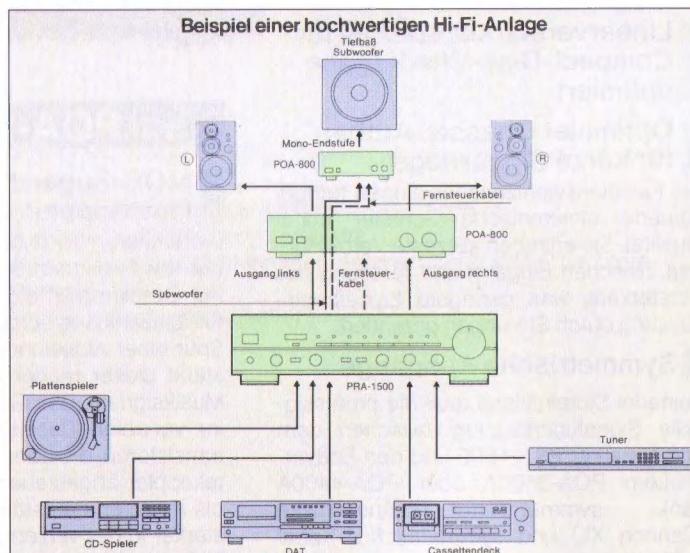 Beispiel einer hochwertigen Hi-Fi-Anlage
Tiefbaß
Subwoofer
Mono-Endstufe
POA-800
L
R
Fernsteuerkabel
POA-800
Ausgang links
Fernsteuer-
kabel
Ausgang rechts
Subwoofer
PRA-1500
Plattenspieler
Tuner
CD-Spieler
DAT
Cassettendeck